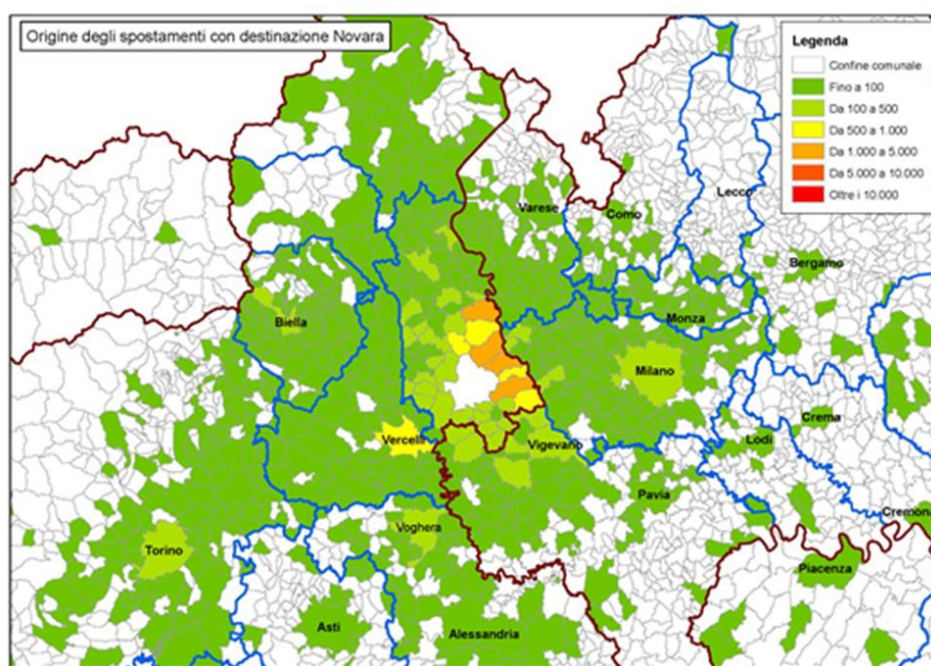 Origine degli spostamenti con destinazione Novara
Legenda
Confine comunale
Fino a 100
Da 100 a 500
Da 500 a 1.000
Da 1.000 a 5.000
Da 5.000 a 10.000
Oltre i 10.000
Lecco
Varese
Como
Bergamo
Biella
Monza
Milano
Crema
Vercelli
Vigevano
Lodi
Pavia
Cremona
Voghera
Torino
Piacenza
Asti
Alessandria